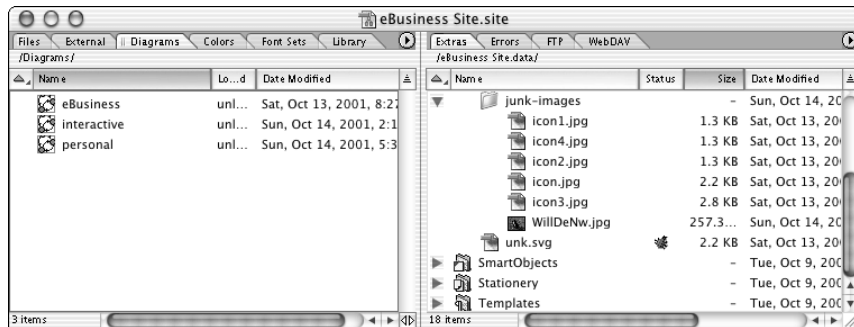 eBusiness Site.site
Files External Diagrams Colors Font Sets Library
/Diagrams/
Name Lo...d Date Modified
eBusiness unl... Sat, Oct 13, 2001, 8:27
interactive unl... Sun, Oct 14, 2001, 2:1
personal unl... Sun, Oct 14, 2001, 5:3
3 items
Extras Errors FTP WebDAV
/eBusiness Site.data/
Name Status Size Date Modified
junk-images – Sun, Oct 14, 20
icon1.jpg 1.3 KB Sat, Oct 13, 20
icon4.jpg 1.3 KB Sat, Oct 13, 20
icon2.jpg 1.3 KB Sat, Oct 13, 20
icon.jpg 2.2 KB Sat, Oct 13, 20
icon3.jpg 2.8 KB Sat, Oct 13, 20
WillDeNw.jpg 257.3... Sun, Oct 14, 20
unk.svg 2.2 KB Sat, Oct 13, 20
SmartObjects – Tue, Oct 9, 200
Stationery – Tue, Oct 9, 200
Templates – Tue, Oct 9, 200
18 items